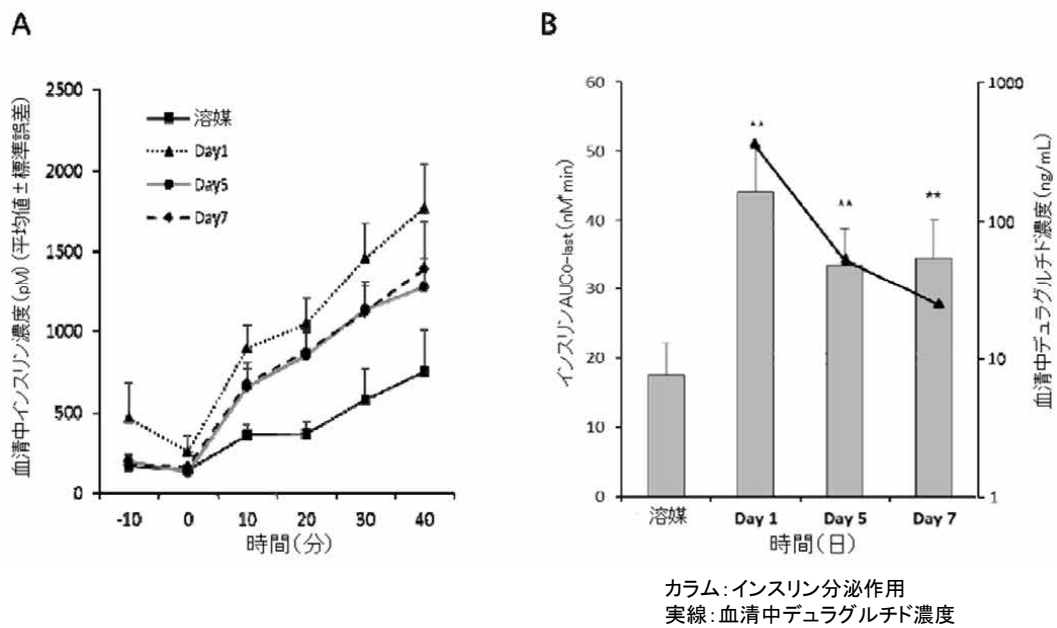 A
血清中インスリン濃度(pM)(平均値±標準誤差)
2500
2000
1500
1000
500
0
溶媒
Day1
Day5
Day7
-10 0 10 20 30 40
時間(分)
B
インスリンAUC0-last(nM*min)
60
50
40
30
20
10
0
**
**
**
1000
100
10
1
血清中デュラグルチド濃度(ng/mL)
溶媒 Day 1 Day 5 Day 7
時間(日)
カラム:インスリン分泌作用
実線:血清中デュラグルチド濃度